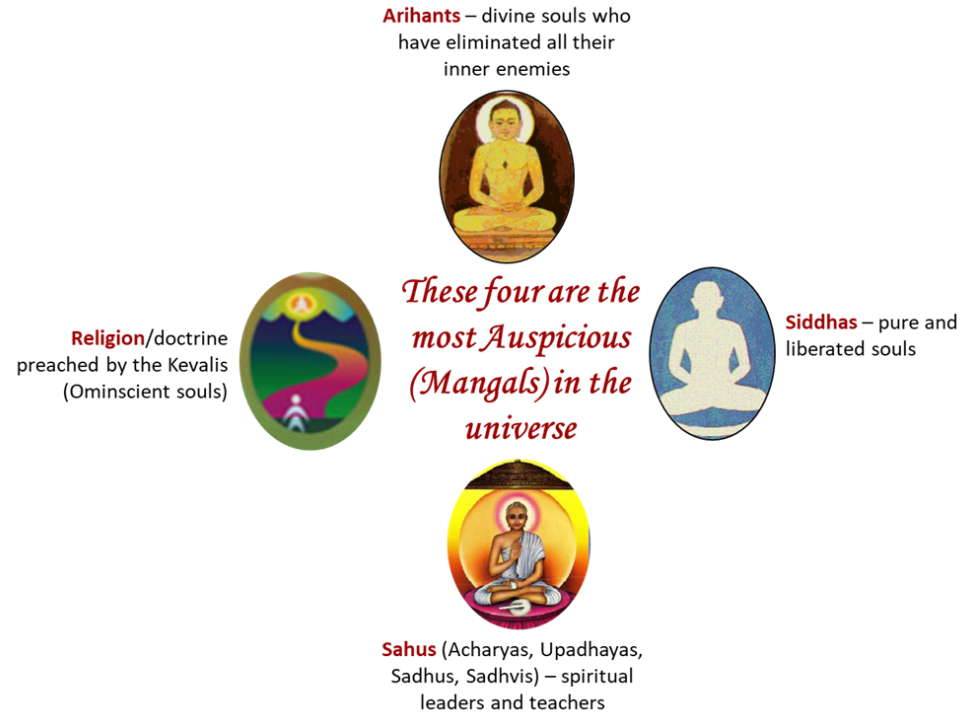 Arihants – divine souls who
have eliminated all their
inner enemies
These four are the
most Auspicious
(Mangals) in the
universe
Religion/doctrine
preached by the Kevalis
(Ominscient souls)
Siddhas – pure and
liberated souls
Sahus (Acharyas, Upadhayas,
Sadhus, Sadhvis) – spiritual
leaders and teachers